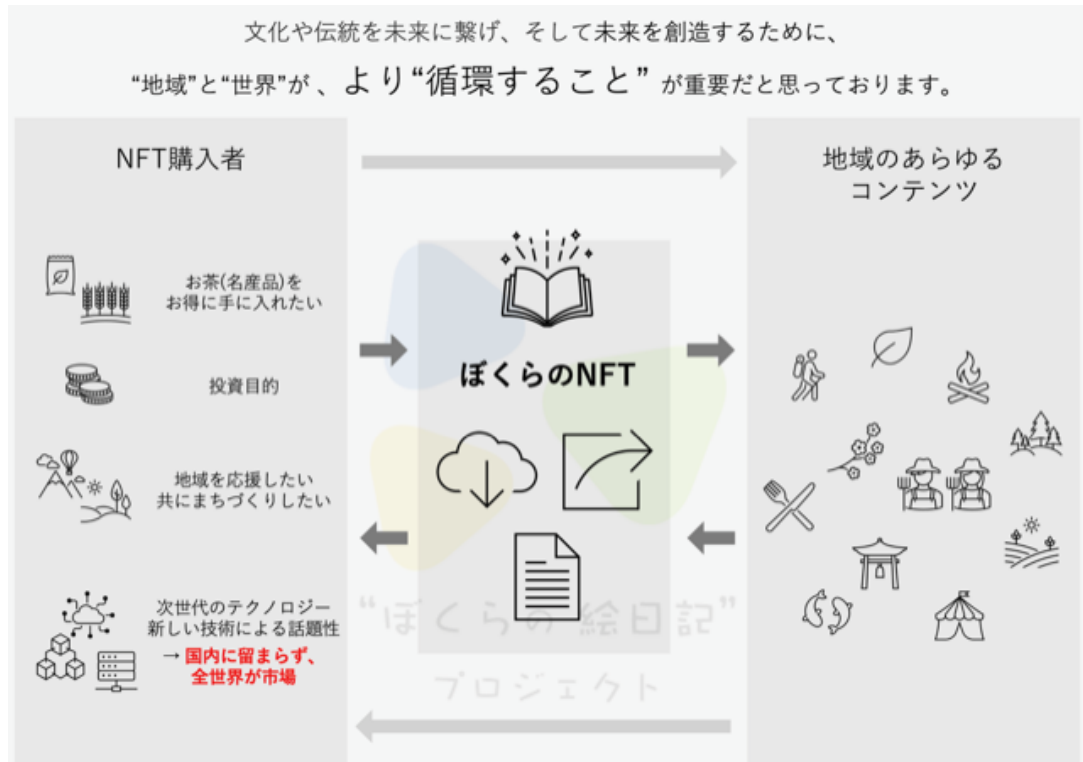 文化や伝統を未来に繋げ、そして未来を創造するために、
“地域”と“世界”が 、より“循環すること” が重要だと思っております。
NFT購入者
お茶(名産品)を
お得に手に入れたい
投資目的
地域を応援したい
共にまちづくりしたい
次世代のテクノロジー
新しい技術による話題性
→ 国内に留まらず、
全世界が市場
ぼくらのNFT
“ぼくらの絵日記”
プロジェクト
地域のあらゆる
コンテンツ